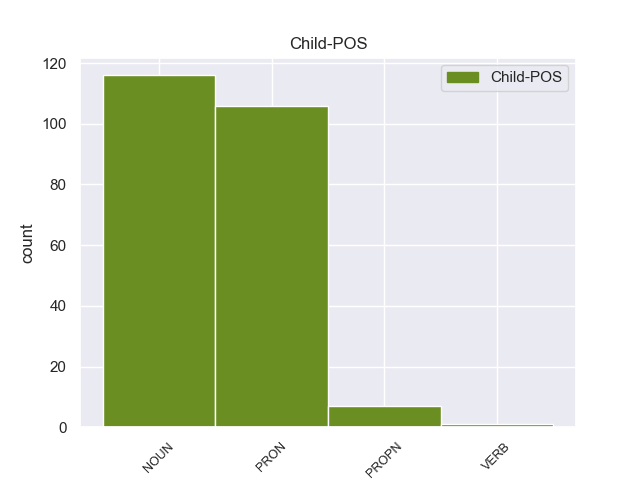 Child-POS
Child-POS
120
100
80
60
40
20
0
count
NOUN
PRON
PROPN
VERB